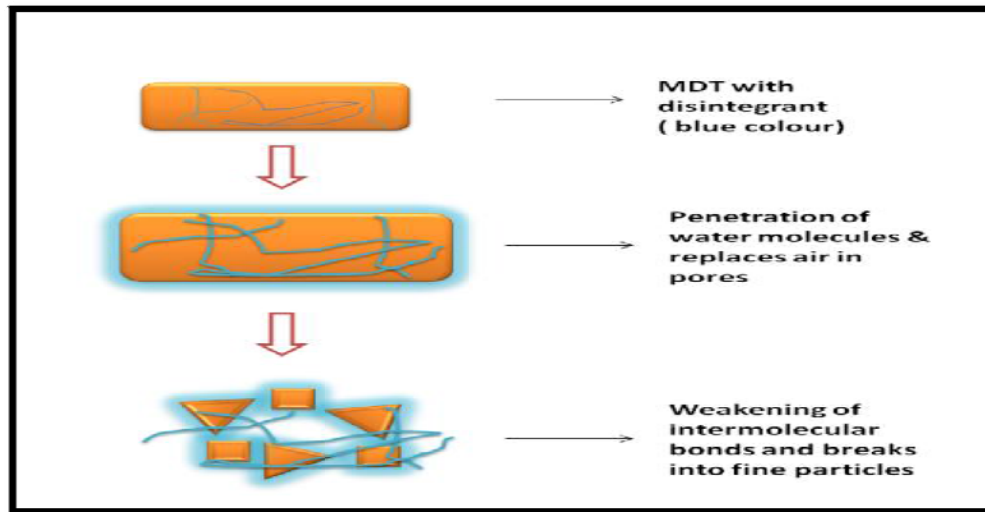 MDT with
disintegrant
( blue colour)
Penetration of
water molecules &
replaces air in
pores
Weakening of
intermolecular
bonds and breaks
into fine particles